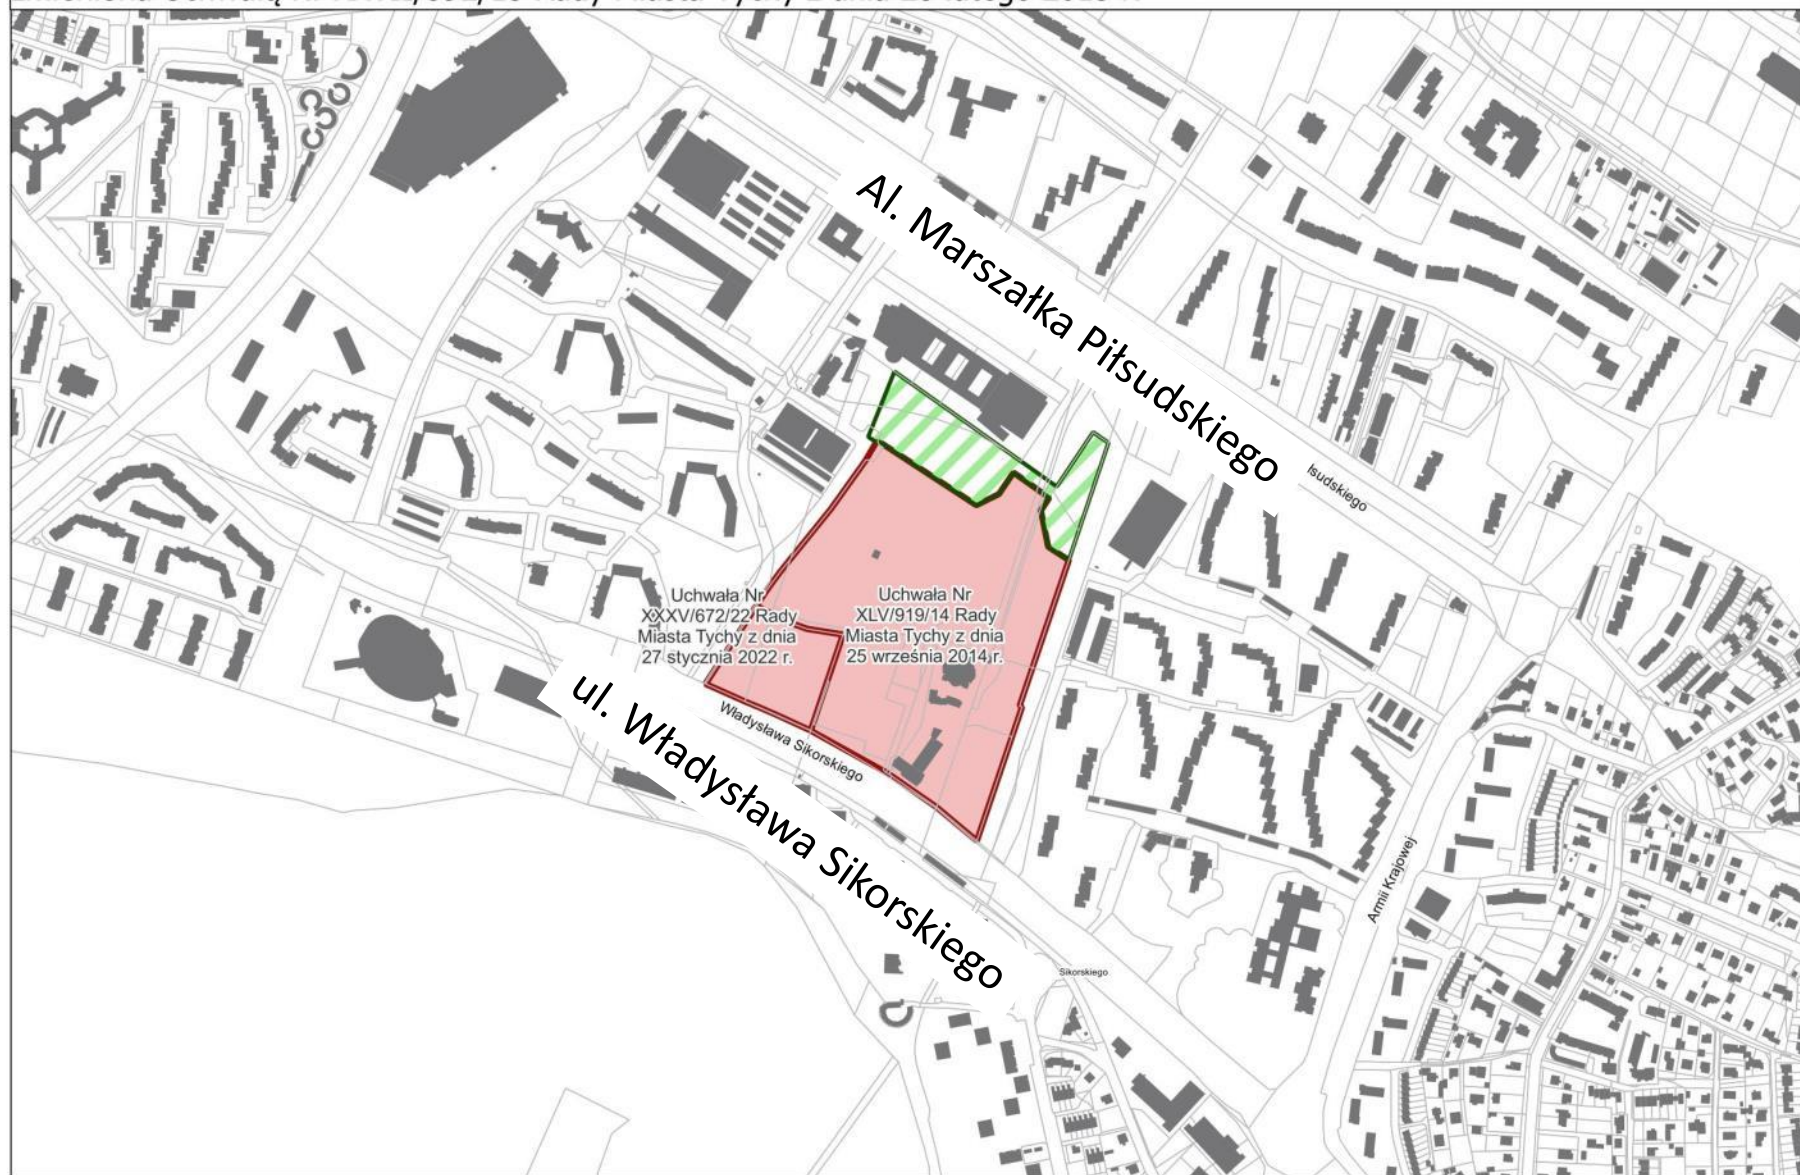 Al. Marszałka Piłsudskiego
łsudskiego
Uchwała Nr
XXXV/672/22 Rady
Miasta Tychy z dnia
27 stycznia 2022 r.
Uchwała Nr
XLV/919/14 Rady
Miasta Tychy z dnia
25 września 2014 r.
Władysława Sikorskiego
ul. Władysława Sikorskiego
Armii Krajowej
Sikorskiego